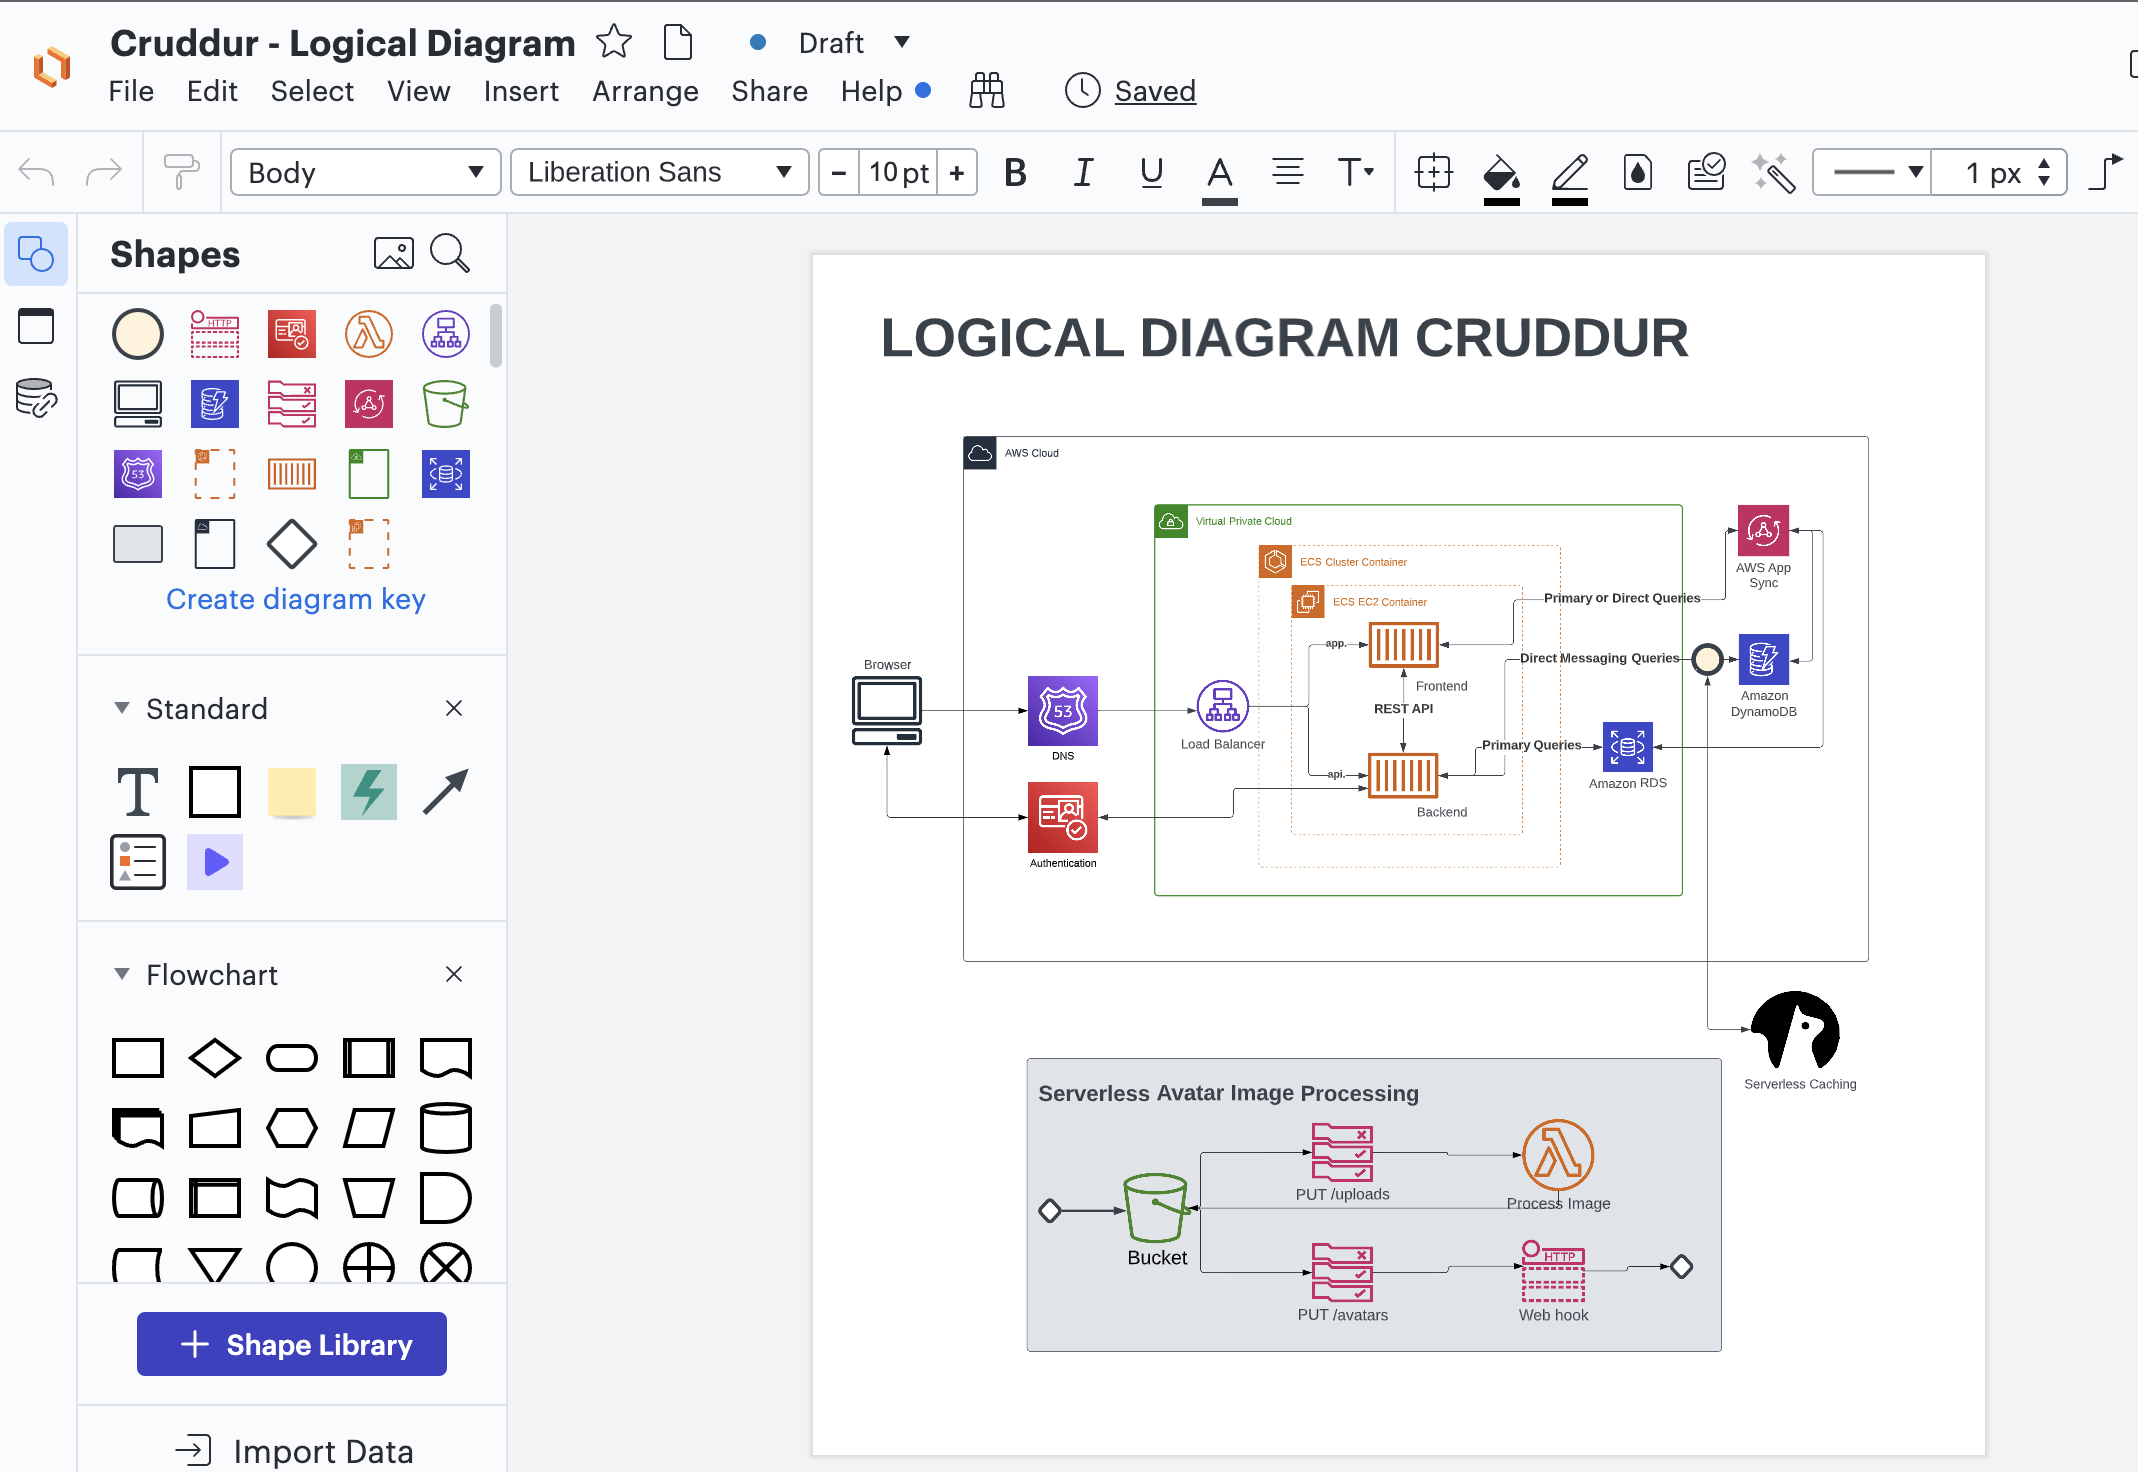 Cruddur - Logical Diagram
Draft
File Edit Select View Insert Arrange Share Help
Saved
Body
Liberation Sans
− 10 pt +
B I U A T
1 px
Shapes
HTTP
53
Create diagram key
Standard
T
Flowchart
+ Shape Library
Import Data
LOGICAL DIAGRAM CRUDDUR
AWS Cloud
Virtual Private Cloud
ECS Cluster Container
ECS EC2 Container
AWS App
Sync
Primary or Direct Queries
app.
Frontend
Direct Messaging Queries
Browser
Amazon
DynamoDB
REST API
53
DNS
Load Balancer
Primary Queries
Amazon RDS
api.
Backend
Authentication
Serverless Caching
Serverless Avatar Image Processing
PUT /uploads
Process Image
Bucket
HTTP
PUT /avatars
Web hook